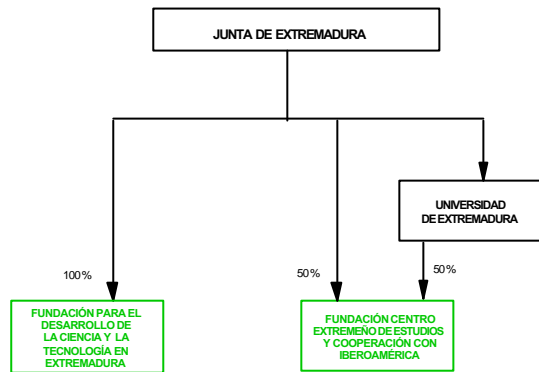 JUNTA DE EXTREMADURA
UNIVERSIDAD
DE EXTREMADURA
100%
50%
50%
FUNDACIÓN PARA EL
DESARROLLO DE
LA CIENCIA Y LA
TECNOLOGÍA EN
EXTREMADURA
FUNDACIÓN CENTRO
EXTREMEÑO DE ESTUDIOS
Y COOPERACIÓN CON
IBEROAMÉRICA